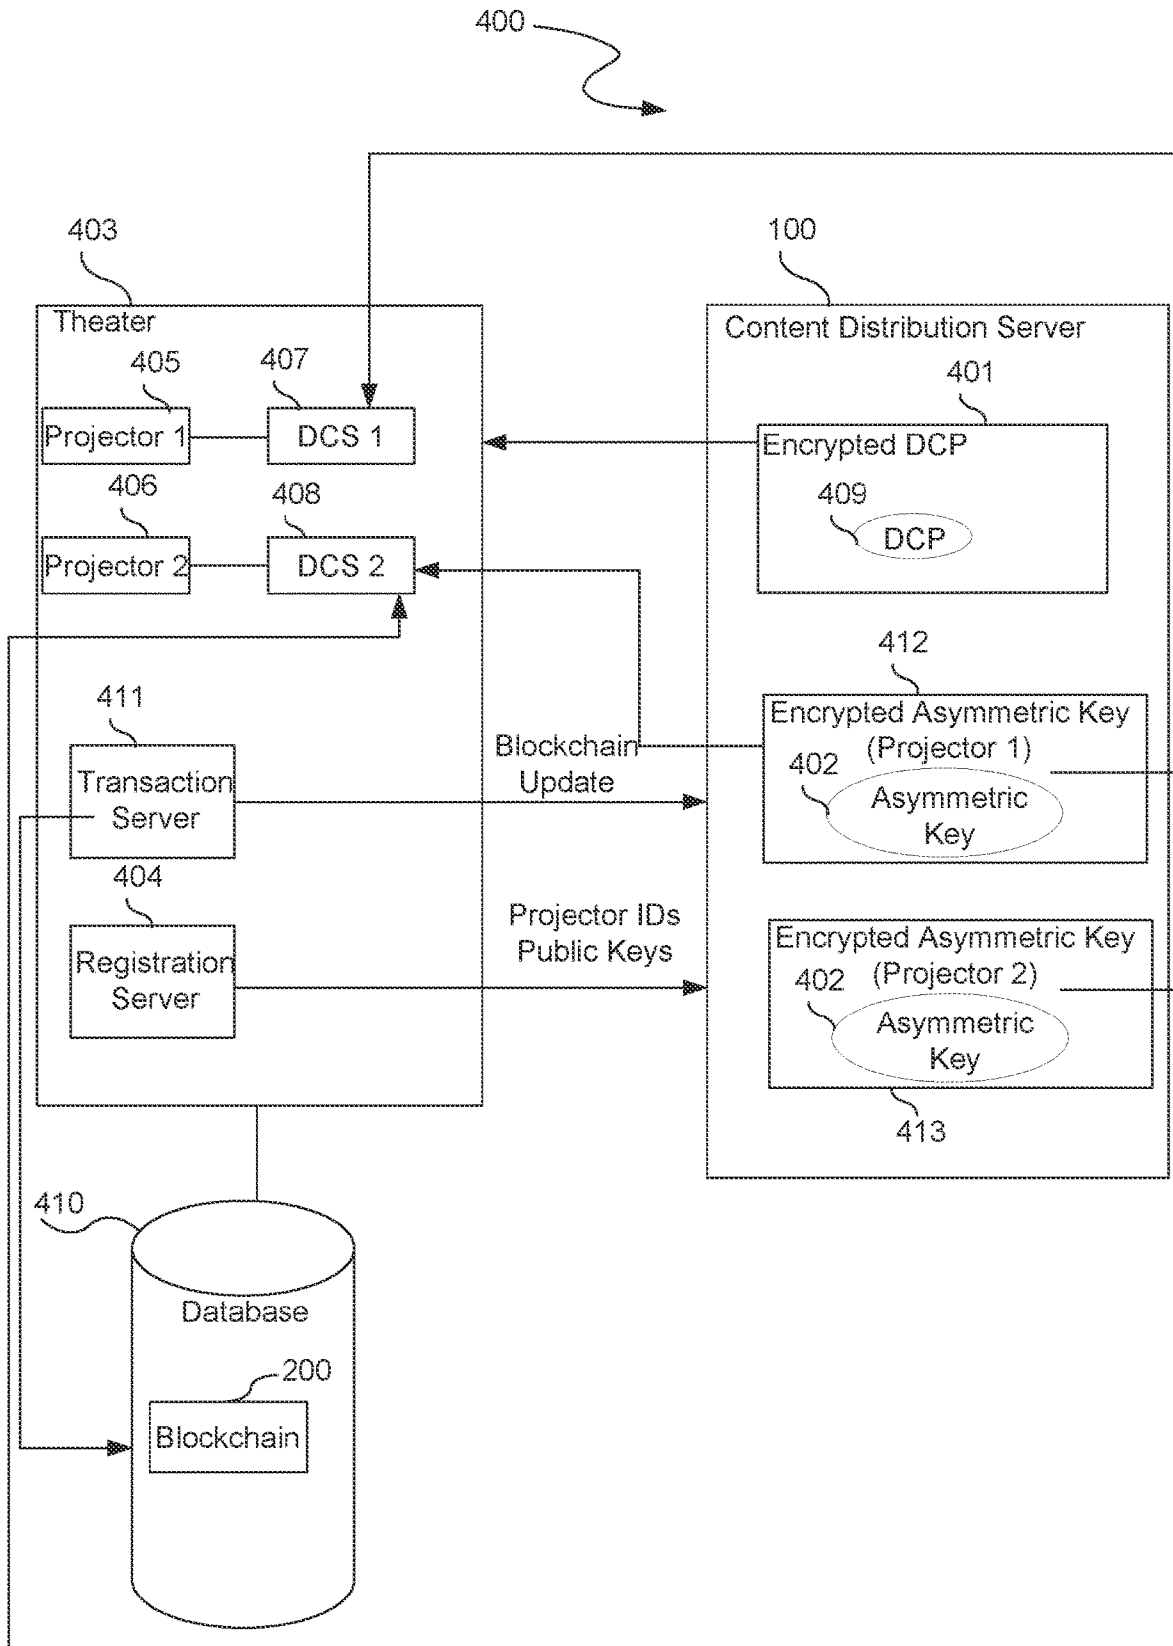 400
403
Theater
405
407
Projector 1
DCS 1
406
408
Projector 2
DCS 2
411
Transaction
Server
404
Registration
Server
Blockchain
Update
Projector IDs
Public Keys
100
Content Distribution Server
401
Encrypted DCP
409
DCP
412
Encrypted Asymmetric Key
(Projector 1)
402
Asymmetric
Key
Encrypted Asymmetric Key
(Projector 2)
402
Asymmetric
Key
413
410
Database
200
Blockchain